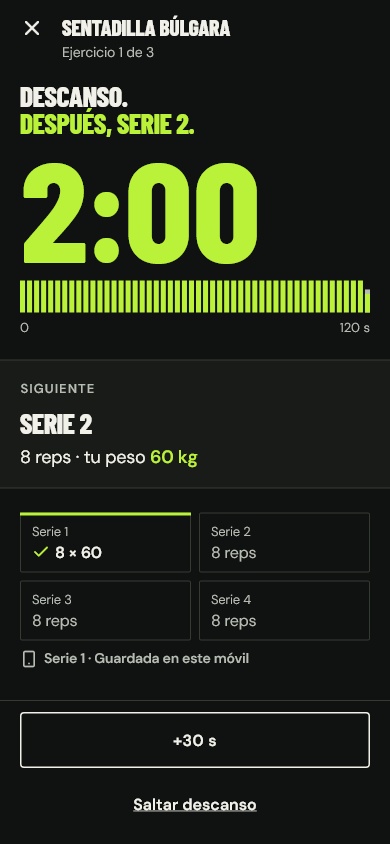 SENTADILLA BÚLGARA
Ejercicio 1 de 3
DESCANSO.
DESPUÉS, SERIE 2.
2:00
0
120 s
SIGUIENTE
SERIE 2
8 reps · tu peso 60 kg
Serie 1
8 × 60
Serie 2
8 reps
Serie 3
8 reps
Serie 4
8 reps
Serie 1 · Guardada en este móvil
+30 s
Saltar descanso